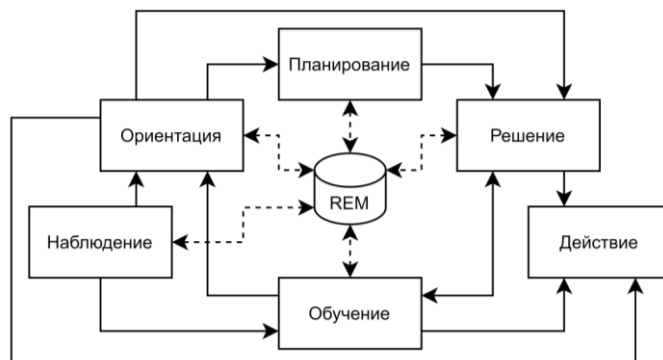 Планирование
Ориентация
Решение
REM
Наблюдение
Действие
Обучение